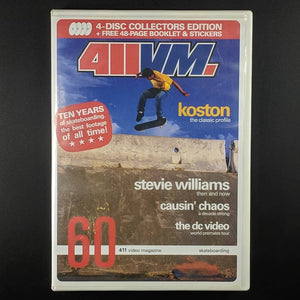 4-DISC COLLECTORS EDITION
+ FREE 48-PAGE BOOKLET & STICKERS
411VM.
TEN YEARS
of skateboarding.
the best footage
of all time!
koston
the classic profile
stevie williams
then and now
causin' chaos
a decade strong
the dc video
world premiere tour
60
411 video magazine
skateboarding